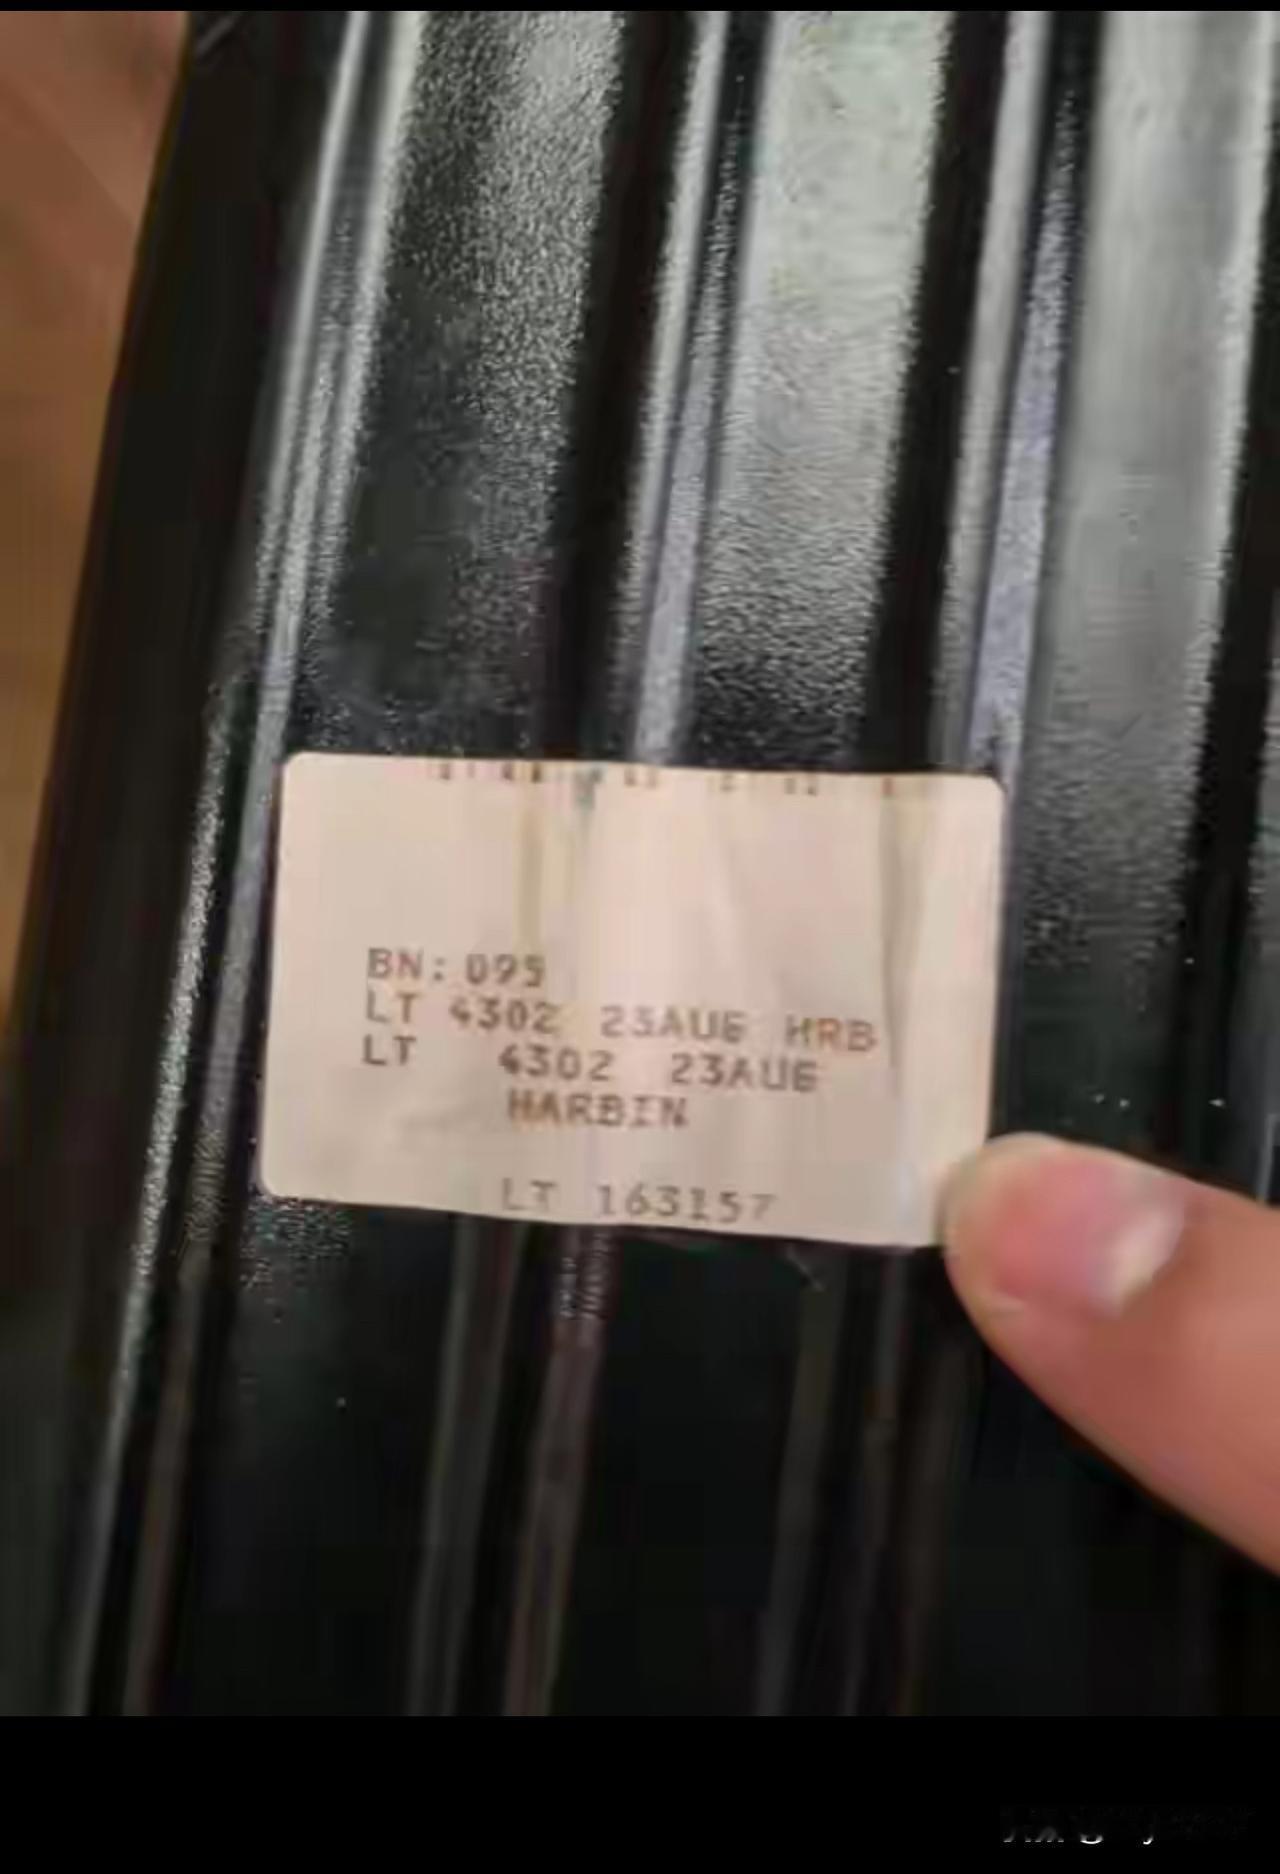 BN: 095
LT 4302 23AUG HRB
LT 4302 23AUG
HARBIN
LT 163157